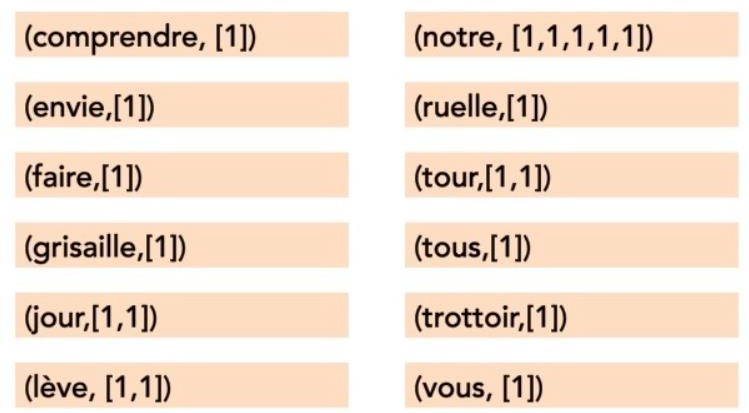 (comprendre, [1])
(envie,[1])
(faire,[1])
(grisaille,[1])
(jour,[1,1])
(lève, [1,1])
(notre, [1,1,1,1,1])
(ruelle,[1])
(tour,[1,1])
(tous,[1])
(trottoir,[1])
(vous, [1])